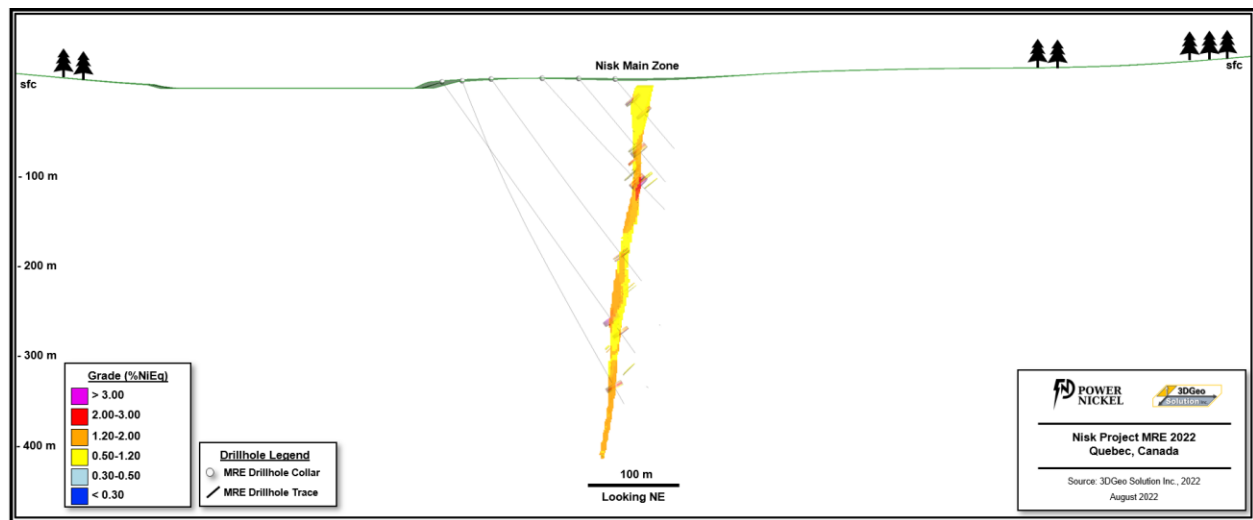 Nisk Main Zone
sfc
sfc
- 100 m
- 200 m
- 300 m
- 400 m
Grade (%NiEq)
> 3.00
2.00-3.00
1.20-2.00
0.50-1.20
0.30-0.50
< 0.30
Drillhole Legend
MRE Drillhole Collar
MRE Drillhole Trace
100 m
Looking NE
POWER
NICKEL
3DGeo
Solution Inc.
Nisk Project MRE 2022
Quebec, Canada
Source: 3DGeo Solution Inc., 2022
August 2022